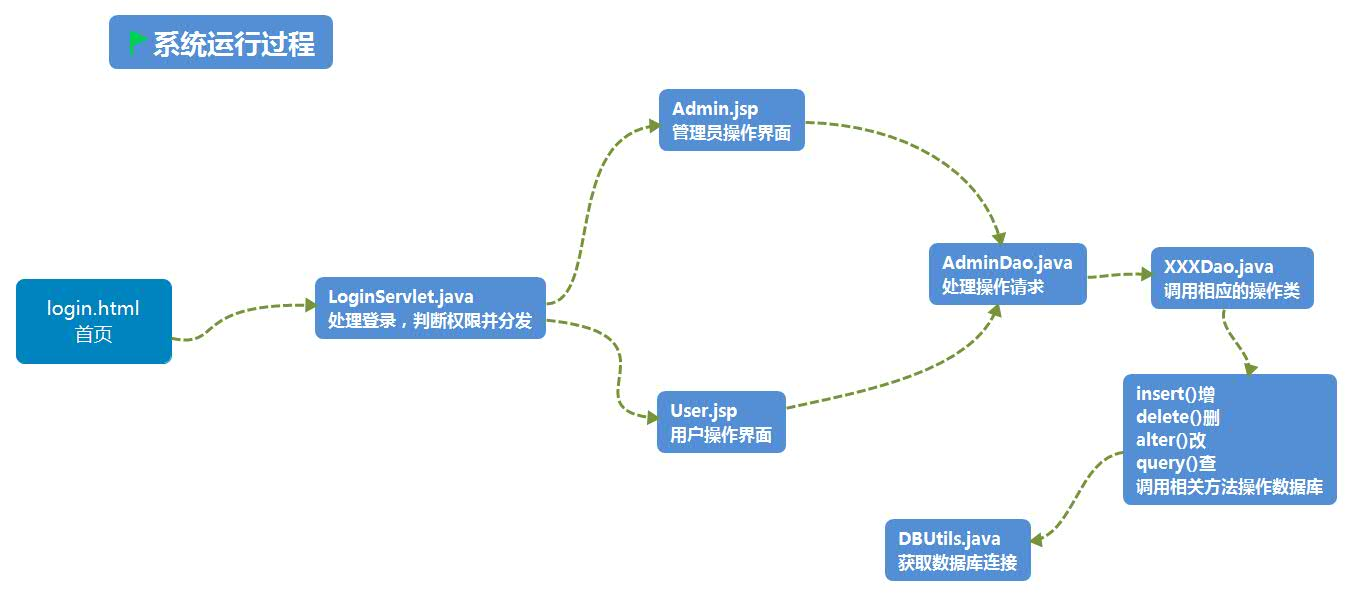 系统运行过程
Admin.jsp
管理员操作界面
login.html
首页
LoginServlet.java
处理登录，判断权限并分发
User.jsp
用户操作界面
AdminDao.java
处理操作请求
XXXDao.java
调用相应的操作类
insert()增
delete()删
alter()改
query()查
调用相关方法操作数据库
DBUtils.java
获取数据库连接